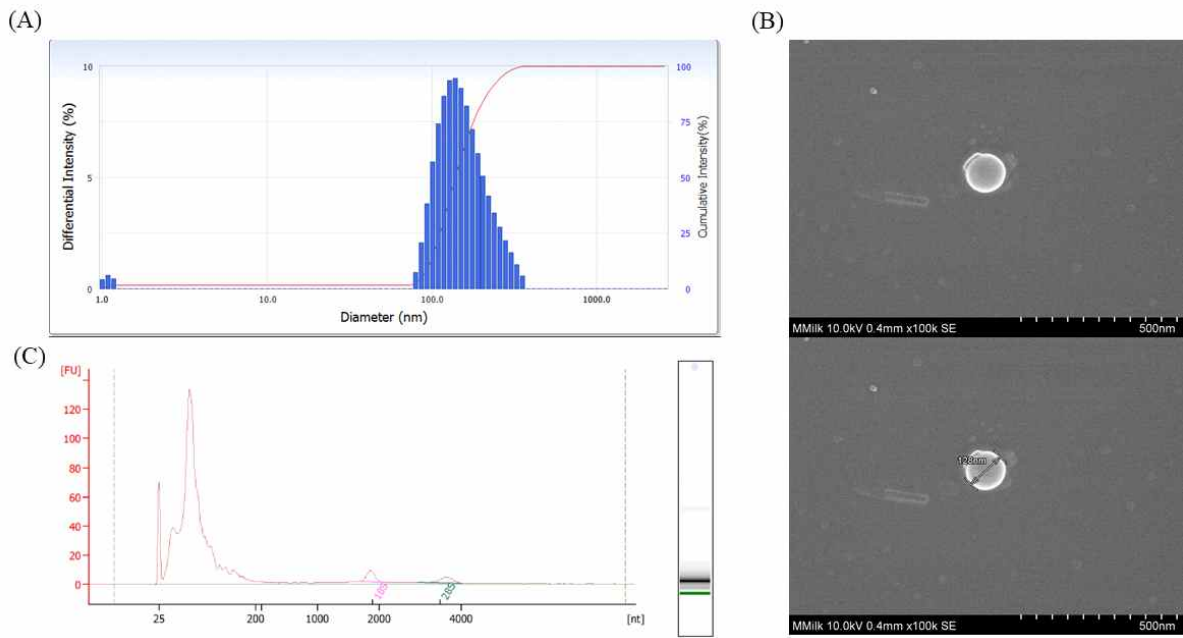 (A)
(B)
10
5
0
Differential Intensity (%)
100
75
50
25
0
Cumulative Intensity(%)
1.0 10.0 100.0 1000.0
Diameter (nm)
MMilk 10.0kV 0.4mm x100k SE 500nm
128nm
MMilk 10.0kV 0.4mm x100k SE 500nm
(C)
[FU]
120
100
80
60
40
20
0
18S
28S
25 200 1000 2000 4000 [nt]